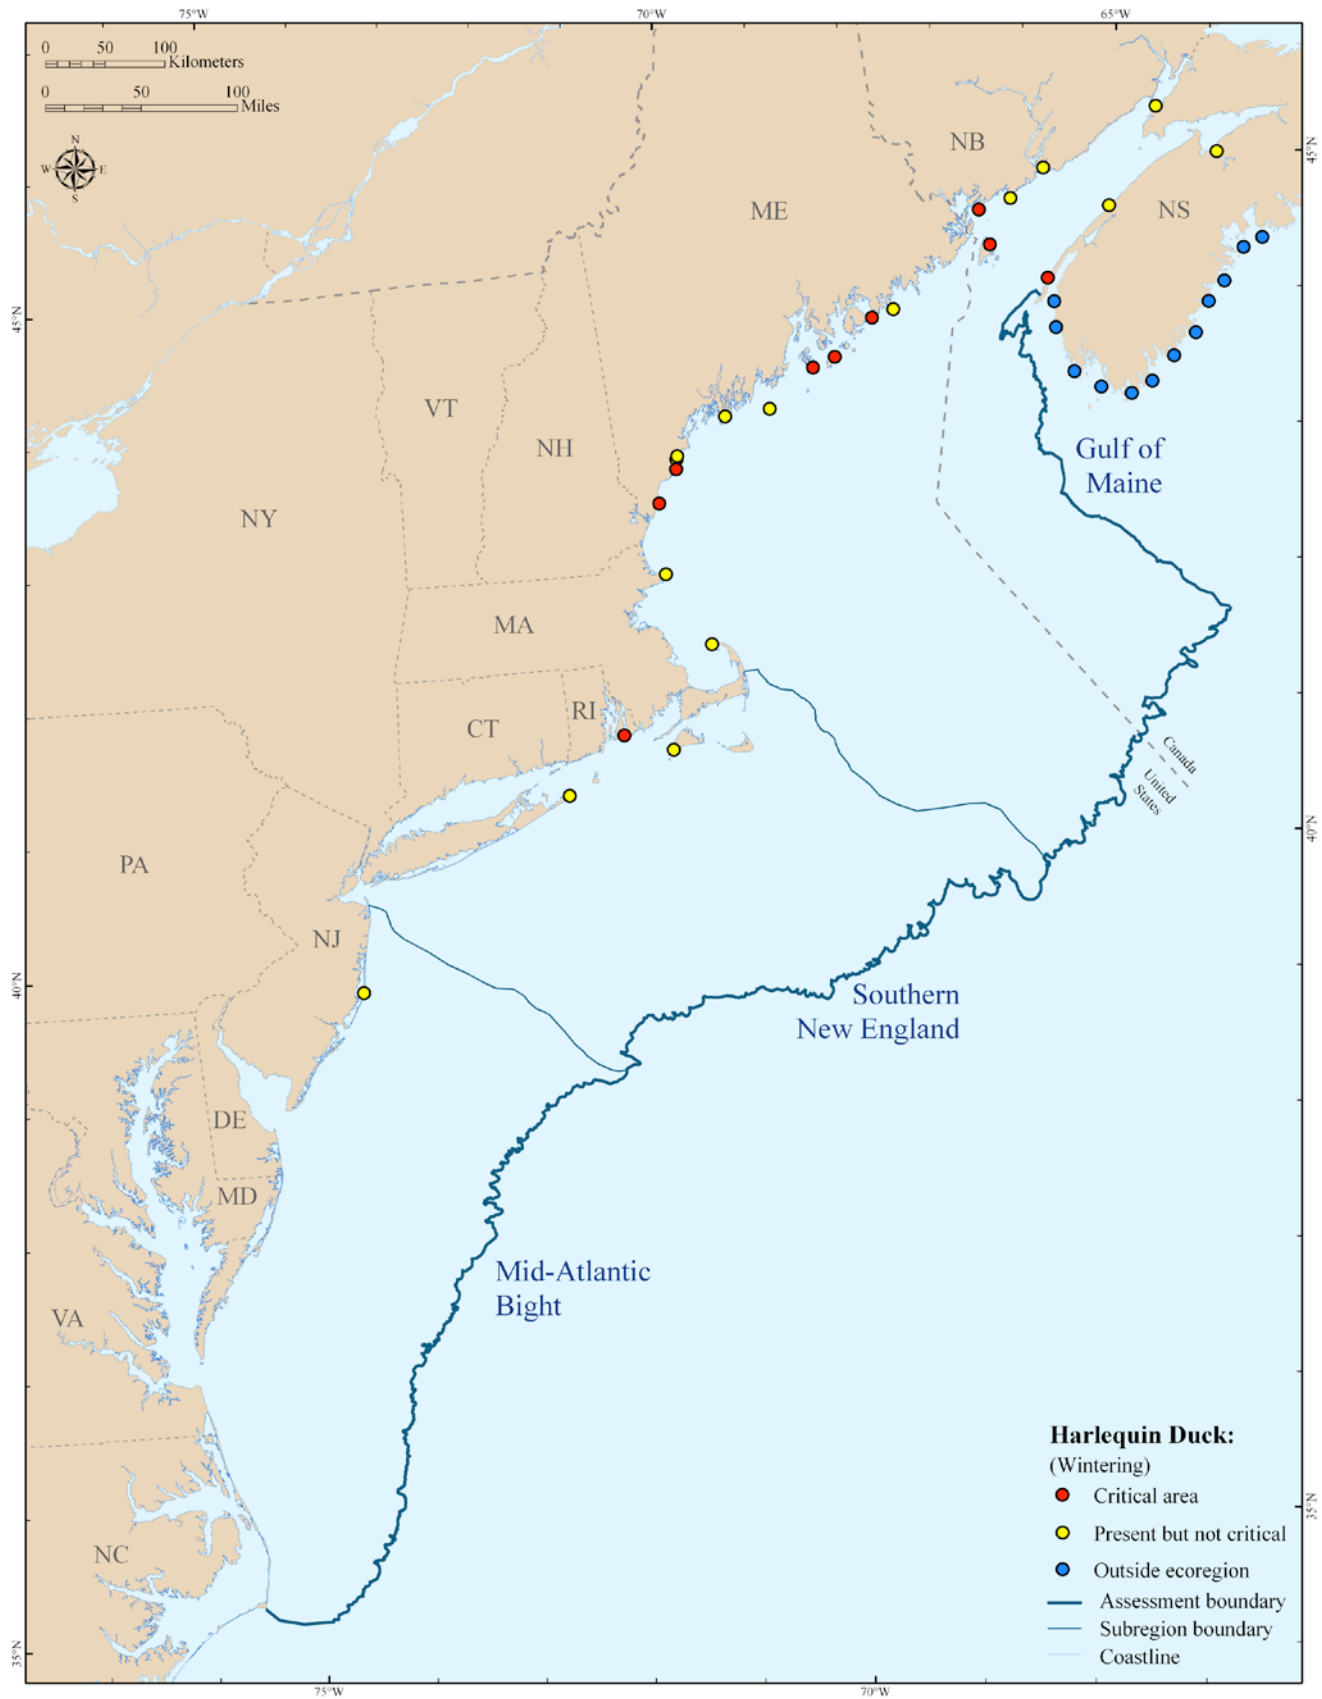 75°W 70°W 65°W
0 50 100
Kilometers
0 50 100
Miles
N
W E
S
NB
45°N
ME
NS
45°N
VT
NH
Gulf of
Maine
NY
MA
RI
CT
Canada
United
States
40°N
PA
NJ
40°N
Southern
New England
DE
MD
Mid-Atlantic
Bight
VA
Harlequin Duck:
(Wintering)
Critical area
35°N
Present but not critical
NC
Outside ecoregion
Assessment boundary
Subregion boundary
35°N
Coastline
75°W 70°W